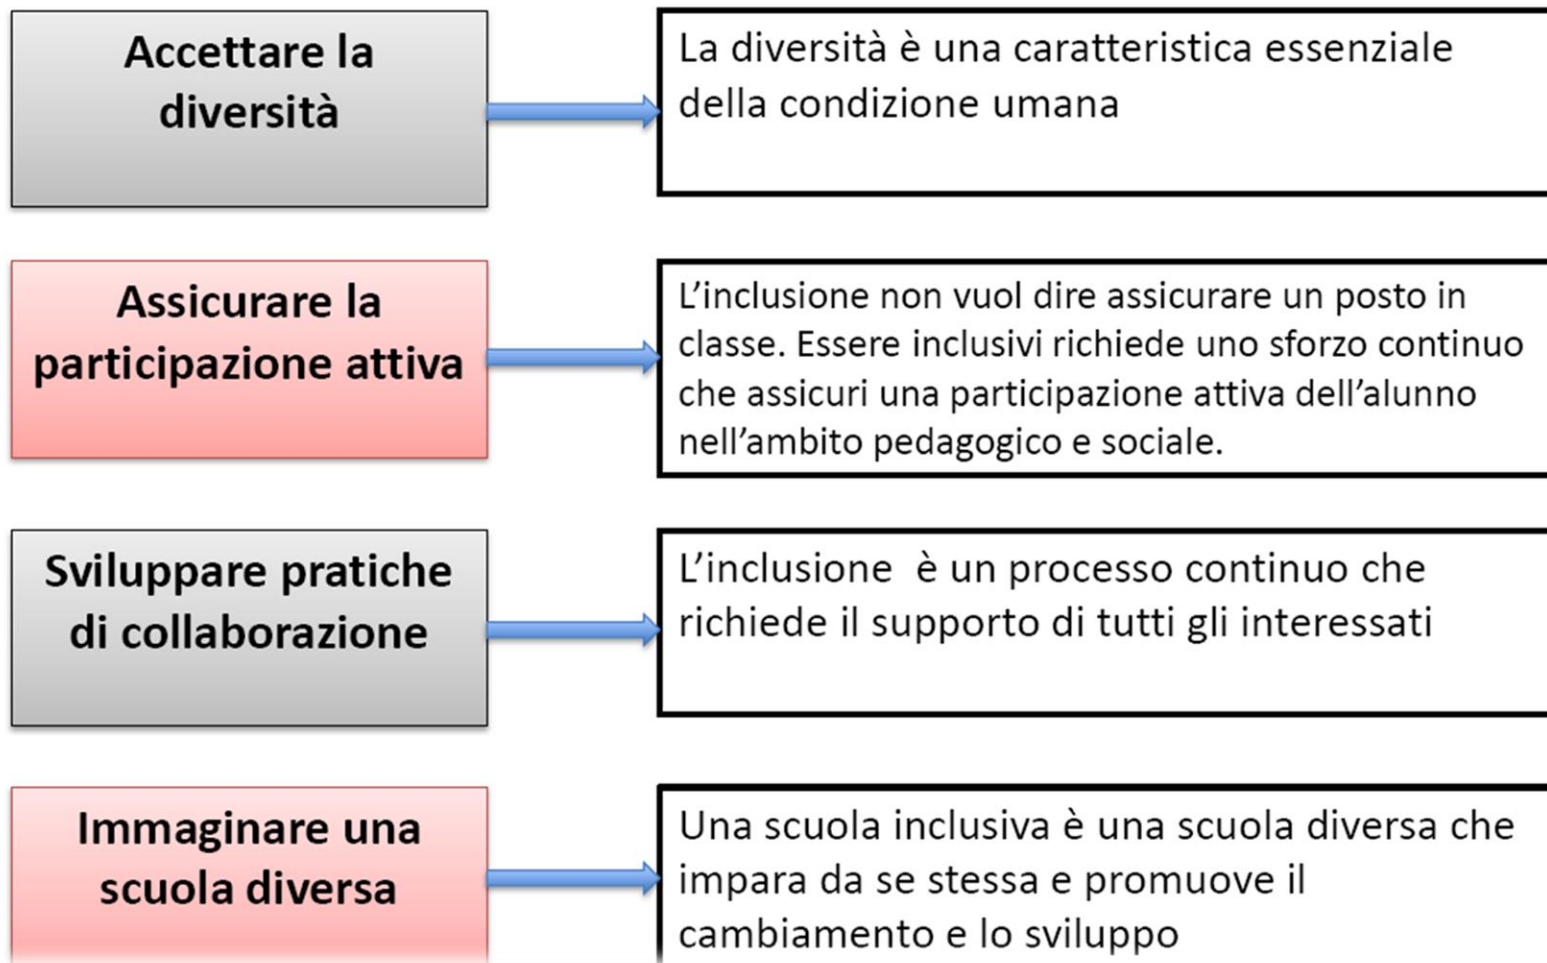 Accettare la
diversità
La diversità è una caratteristica essenziale
della condizione umana
Assicurare la
participazione attiva
L’inclusione non vuol dire assicurare un posto in
classe. Essere inclusivi richiede uno sforzo continuo
che assicuri una participazione attiva dell’alunno
nell’ambito pedagogico e sociale.
Sviluppare pratiche
di collaborazione
L’inclusione  è un processo continuo che
richiede il supporto di tutti gli interessati
Immaginare una
scuola diversa
Una scuola inclusiva è una scuola diversa che
impara da se stessa e promuove il
cambiamento e lo sviluppo